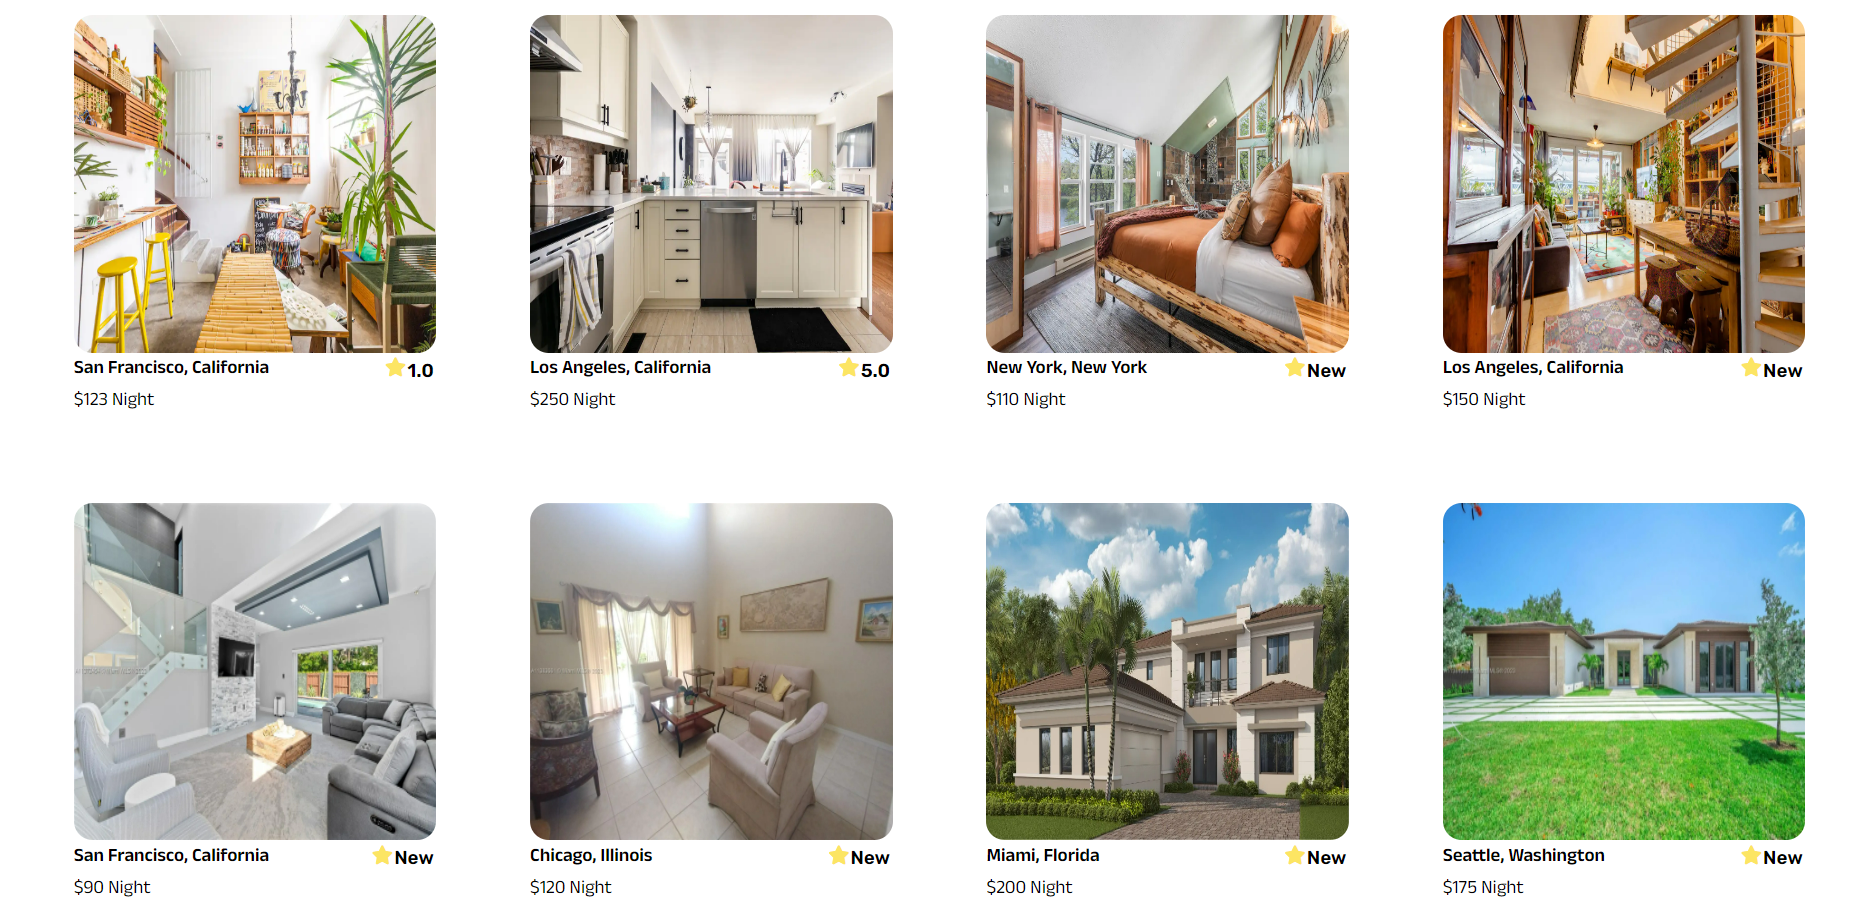 San Francisco, California
1.0
$123 Night
Los Angeles, California
5.0
$250 Night
New York, New York
New
$110 Night
Los Angeles, California
New
$150 Night
San Francisco, California
New
$90 Night
Chicago, Illinois
New
$120 Night
Miami, Florida
New
$200 Night
Seattle, Washington
New
$175 Night